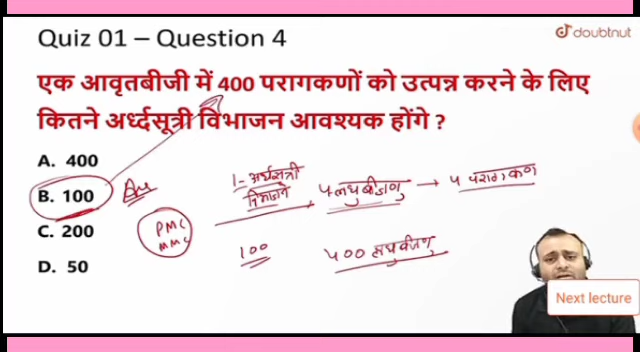 Quiz 01 – Question 4
doubtnut
एक आवृतबीजी में 400 परागकणों को उत्पन्न करने के लिए
कितने अर्ध्दसूत्री विभाजन आवश्यक होंगे ?
A. 400
B. 100
Ans
C. 200
D. 50
PMC
MMC
1- अर्धसूत्री
विभाजन
4 लघुबीजाणु → 4 परागकण
100
400 लघुबीजाणु
Next lecture